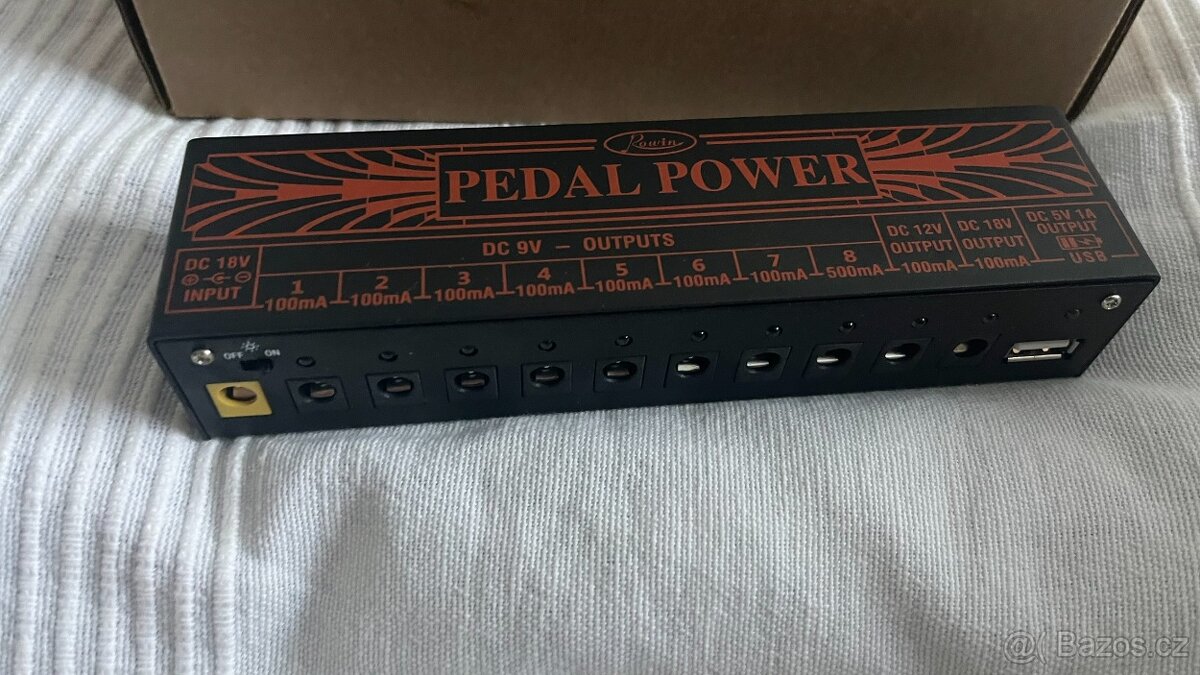 Rowin
PEDAL POWER
DC 18V
INPUT
DC 9V - OUTPUTS
1
100mA
2
100mA
3
100mA
4
100mA
5
100mA
6
100mA
7
100mA
8
500mA
DC 12V
OUTPUT
100mA
DC 18V
OUTPUT
100mA
DC 5V 1A
OUTPUT
USB
OFF ON
@( Bazos.cz